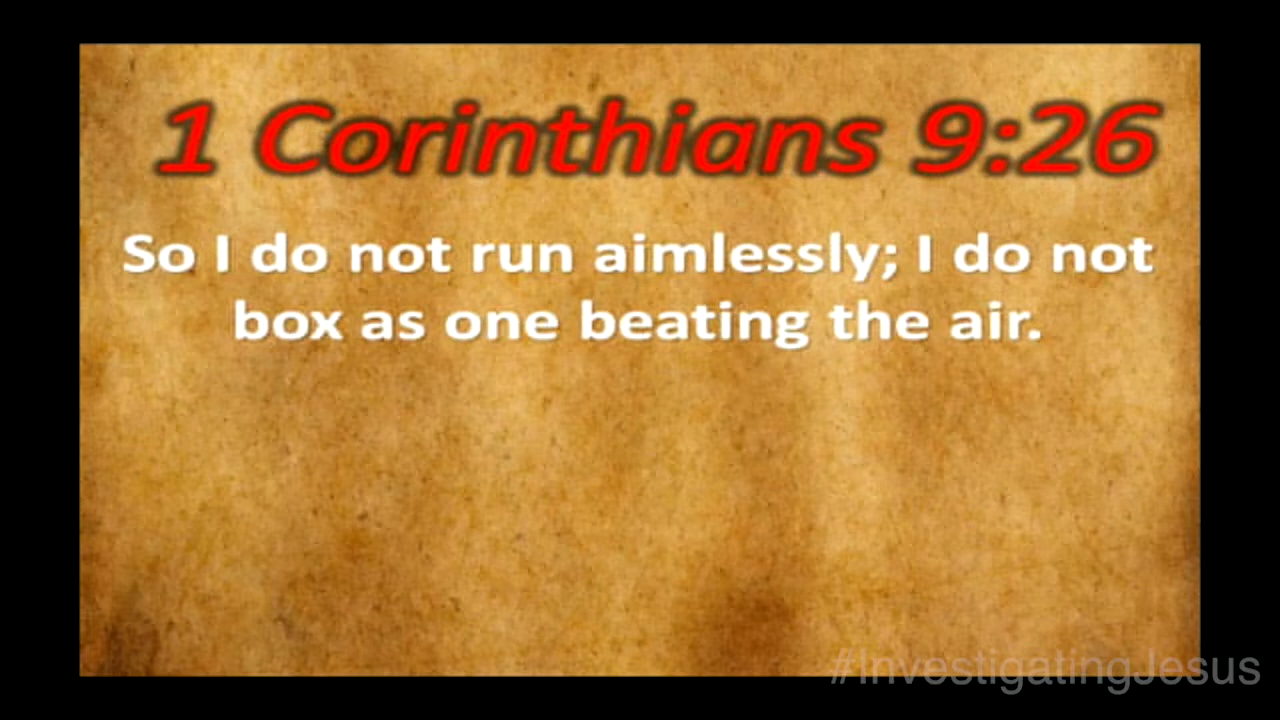 1 Corinthians 9:26
So I do not run aimlessly; I do not
box as one beating the air.
#InvestigatingJesus